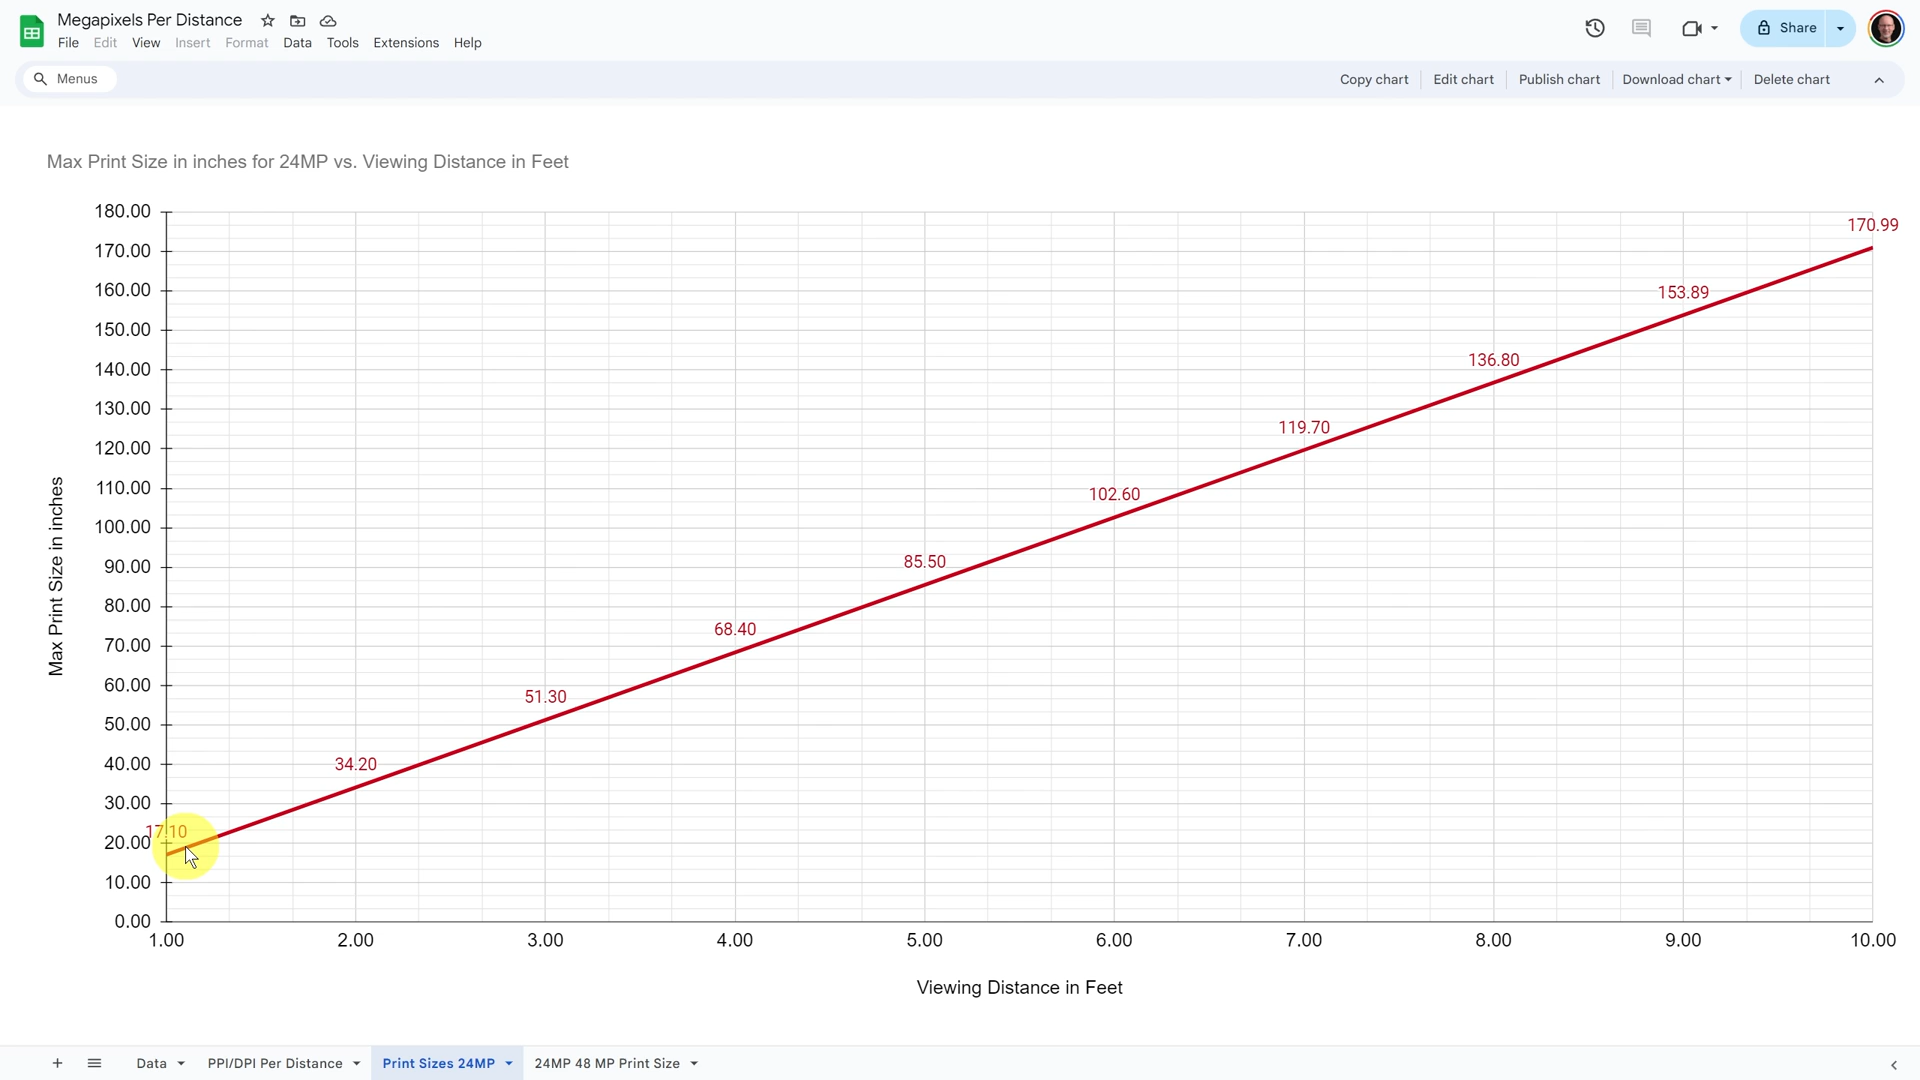 Megapixels Per Distance
File Edit View Insert Format Data Tools Extensions Help
Share
Menus
Copy chart Edit chart Publish chart Download chart Delete chart
Max Print Size in inches for 24MP vs. Viewing Distance in Feet
180.00
170.00
160.00
150.00
140.00
130.00
120.00
110.00
100.00
90.00
80.00
70.00
60.00
50.00
40.00
30.00
20.00
10.00
0.00
Max Print Size in inches
17.10
34.20
51.30
68.40
85.50
102.60
119.70
136.80
153.89
170.99
1.00 2.00 3.00 4.00 5.00 6.00 7.00 8.00 9.00 10.00
Viewing Distance in Feet
Data PPI/DPI Per Distance Print Sizes 24MP 24MP 48 MP Print Size